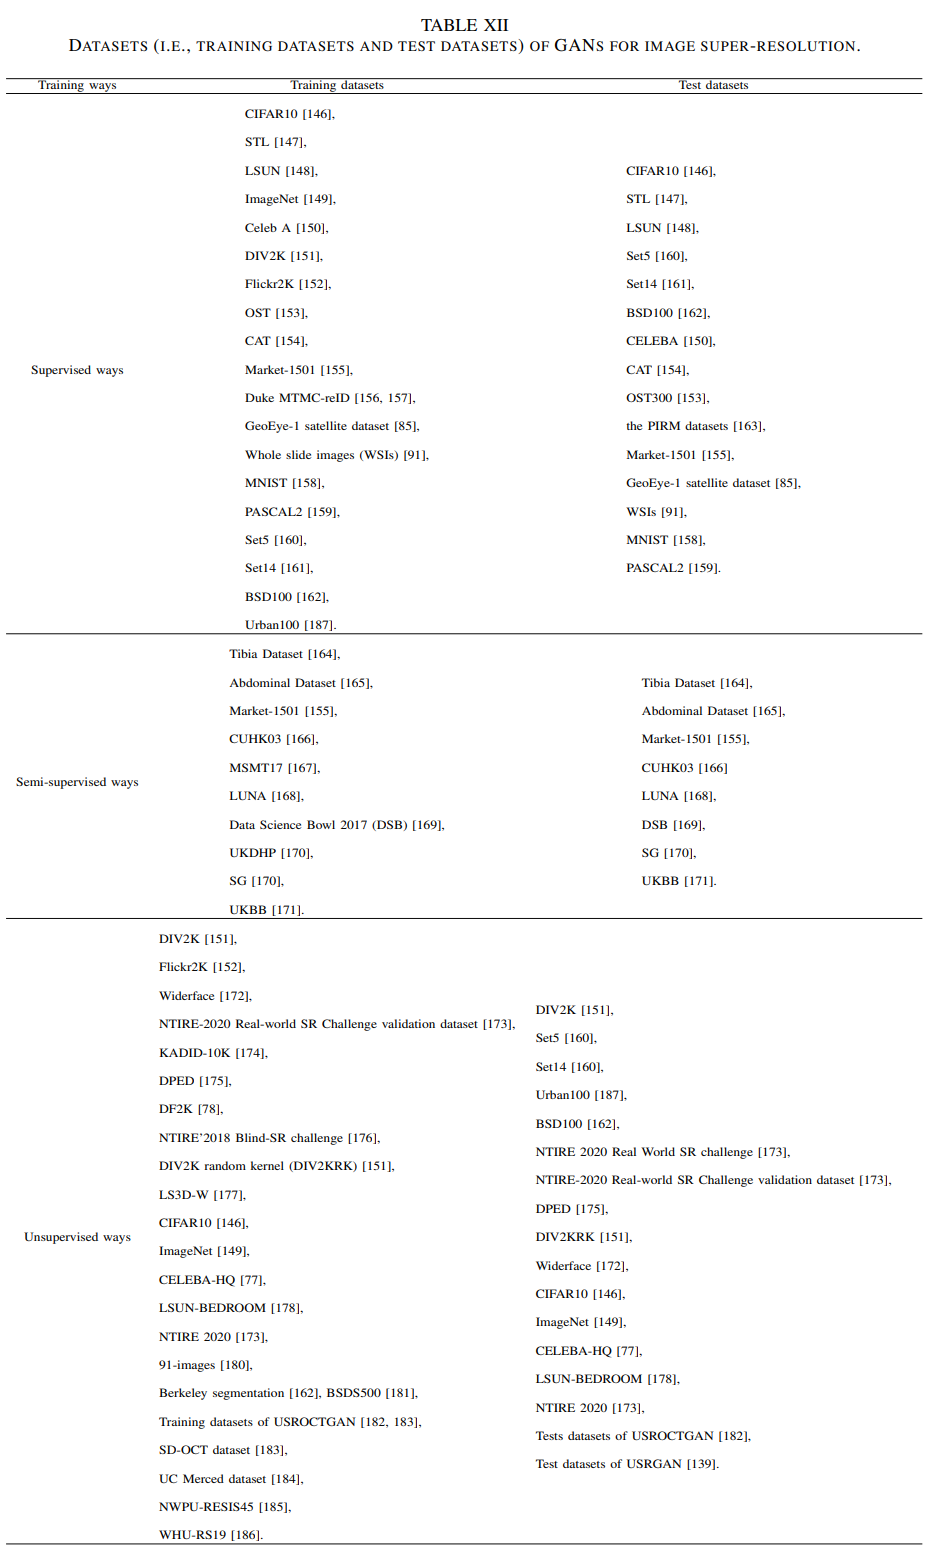 TABLE XII
DATASETS (I.E., TRAINING DATASETS AND TEST DATASETS) OF GANS FOR IMAGE SUPER-RESOLUTION.
Training ways Training datasets Test datasets
Supervised ways
CIFAR10 [146],
STL [147],
LSUN [148],
ImageNet [149],
Celeb A [150],
DIV2K [151],
Flickr2K [152],
OST [153],
CAT [154],
Market-1501 [155],
Duke MTMC-reID [156, 157],
GeoEye-1 satellite dataset [85],
Whole slide images (WSIs) [91],
MNIST [158],
PASCAL2 [159],
Set5 [160],
Set14 [161],
BSD100 [162],
Urban100 [187].
CIFAR10 [146],
STL [147],
LSUN [148],
Set5 [160],
Set14 [161],
BSD100 [162],
CELEBA [150],
CAT [154],
OST300 [153],
the PIRM datasets [163],
Market-1501 [155],
GeoEye-1 satellite dataset [85],
WSIs [91],
MNIST [158],
PASCAL2 [159].
Semi-supervised ways
Tibia Dataset [164],
Abdominal Dataset [165],
Market-1501 [155],
CUHK03 [166],
MSMT17 [167],
LUNA [168],
Data Science Bowl 2017 (DSB) [169],
UKDHP [170],
SG [170],
UKBB [171].
Tibia Dataset [164],
Abdominal Dataset [165],
Market-1501 [155],
CUHK03 [166]
LUNA [168],
DSB [169],
SG [170],
UKBB [171].
Unsupervised ways
DIV2K [151],
Flickr2K [152],
Widerface [172],
NTIRE-2020 Real-world SR Challenge validation dataset [173],
KADID-10K [174],
DPED [175],
DF2K [78],
NTIRE'2018 Blind-SR challenge [176],
DIV2K random kernel (DIV2KRK) [151],
LS3D-W [177],
CIFAR10 [146],
ImageNet [149],
CELEBA-HQ [77],
LSUN-BEDROOM [178],
NTIRE 2020 [173],
91-images [180],
Berkeley segmentation [162], BSDS500 [181],
Training datasets of USROCTGAN [182, 183],
SD-OCT dataset [183],
UC Merced dataset [184],
NWPU-RESIS45 [185],
WHU-RS19 [186].
DIV2K [151],
Set5 [160],
Set14 [160],
Urban100 [187],
BSD100 [162],
NTIRE 2020 Real World SR challenge [173],
NTIRE-2020 Real-world SR Challenge validation dataset [173],
DPED [175],
DIV2KRK [151],
Widerface [172],
CIFAR10 [146],
ImageNet [149],
CELEBA-HQ [77],
LSUN-BEDROOM [178],
NTIRE 2020 [173],
Tests datasets of USROCTGAN [182],
Test datasets of USRGAN [139].